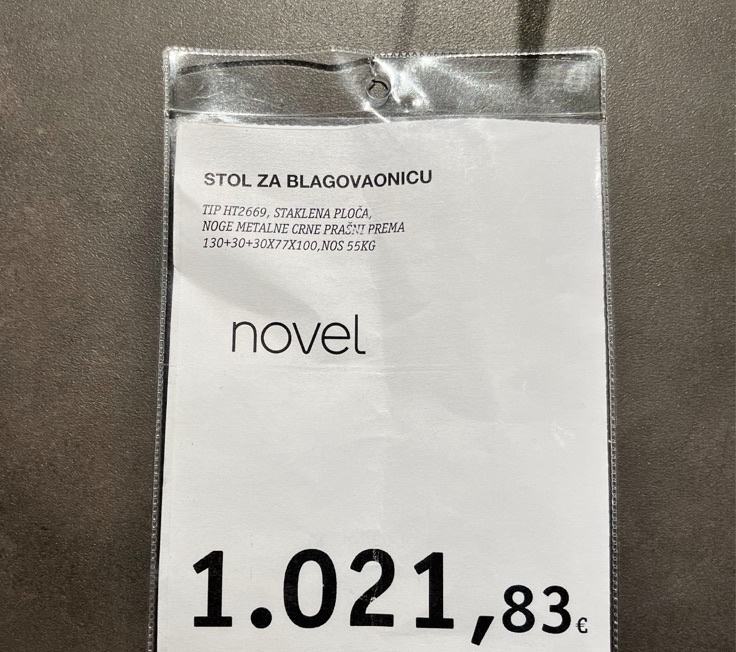 STOL ZA BLAGOVAONICU
TIP HT2669, STAKLENA PLOČA,
NOGE METALNE CRNE PRAŠNI PREMA
130+30+30X77X100,NOS 55KG
novel
1.021,83€